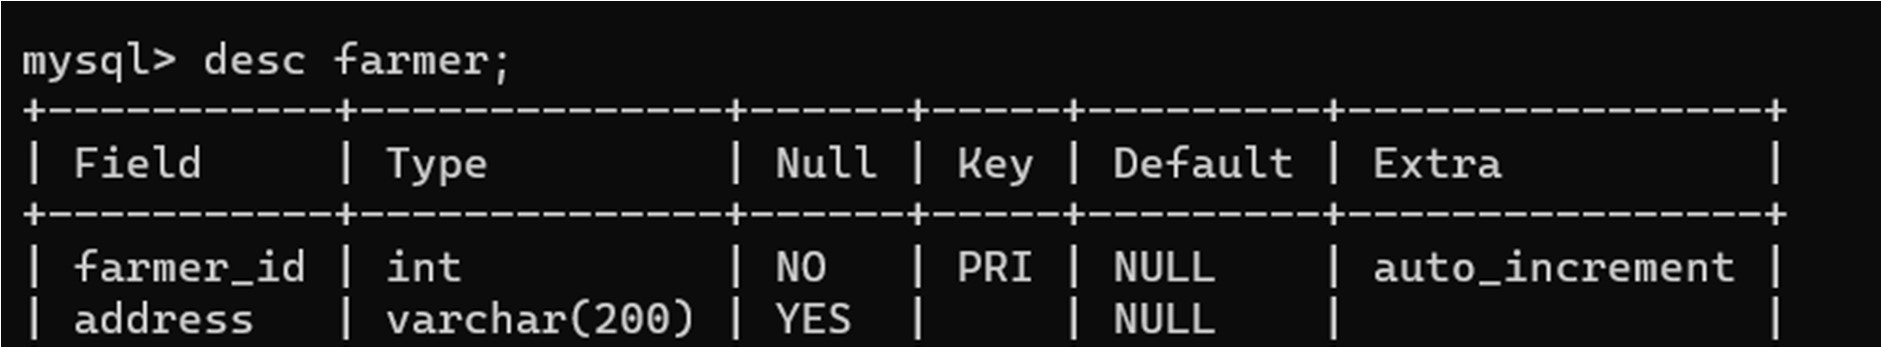 mysql> desc farmer;
+-----------+--------------+------+-----+---------+----------------+
| Field     | Type         | Null | Key | Default | Extra          |
+-----------+--------------+------+-----+---------+----------------+
| farmer_id | int          | NO   | PRI | NULL    | auto_increment |
| address   | varchar(200) | YES  |     | NULL    |                |